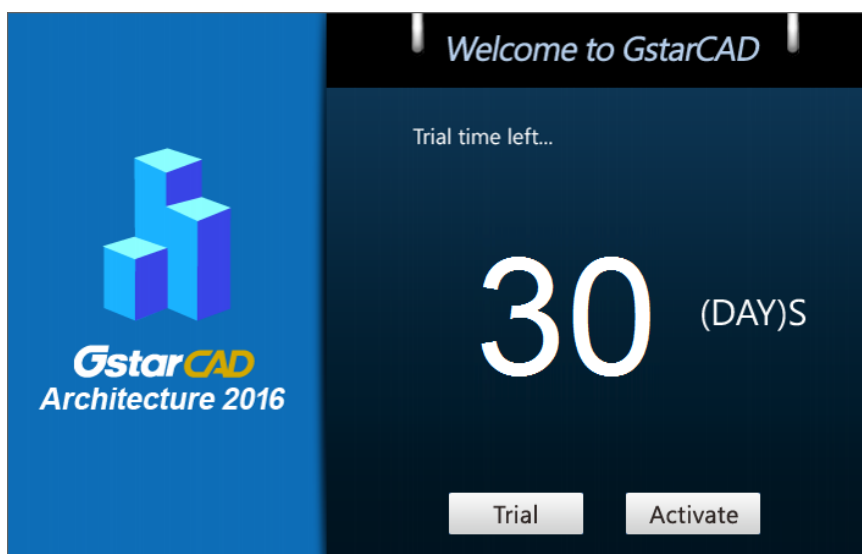 Welcome to GstarCAD
Trial time left...
30 (DAY)S
GstarCAD
Architecture 2016
Trial Activate